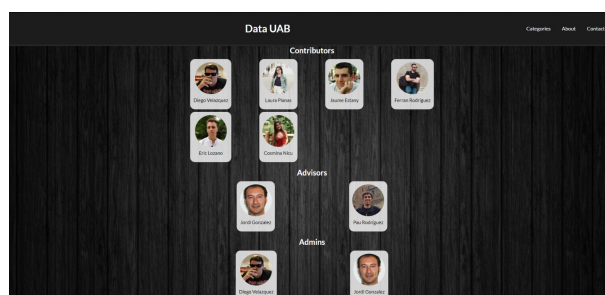 Data UAB
Categories About Contact
Contributors
Diego Velazquez Laura Planas Jaume Estany Ferran Rodriguez
Eric Lozano Cosmina Nicu
Advisors
Jordi Gonzalez Pau Rodriguez
Admins
Diego Velazquez Jordi Gonzalez